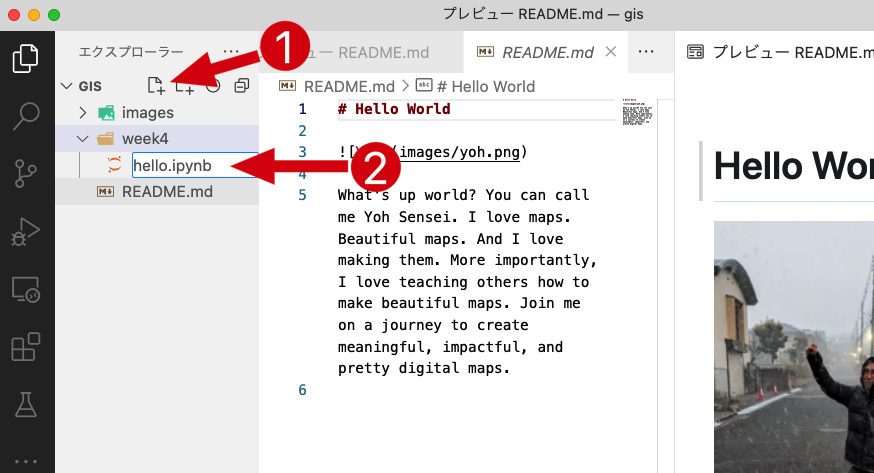 プレビュー README.md — gis
エクスプローラー
ュー README.md
README.md
プレビュー README.m
1
GIS
README.md
abc
# Hello World
images
week4
hello.ipynb
2
README.md
1 # Hello World
2
3 ![Y images/yoh.png)
4
5 What's up world? You can call
me Yoh Sensei. I love maps.
Beautiful maps. And I love
making them. More importantly,
I love teaching others how to
make beautiful maps. Join me
on a journey to create
meaningful, impactful, and
pretty digital maps.
6
Hello Wor